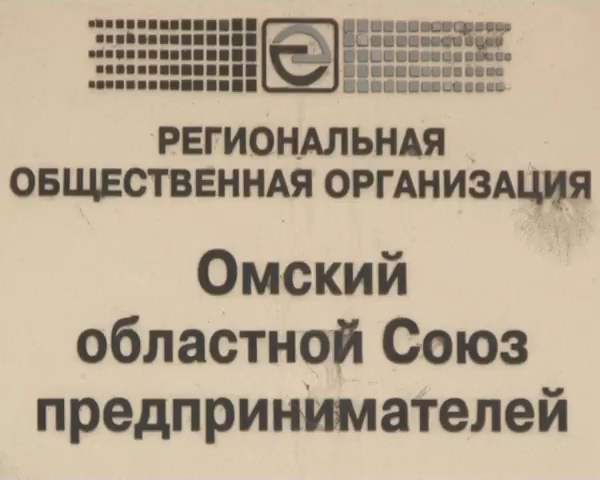 РЕГИОНАЛЬНАЯ
ОБЩЕСТВЕННАЯ ОРГАНИЗАЦИЯ
Омский
областной Союз
предпринимателей